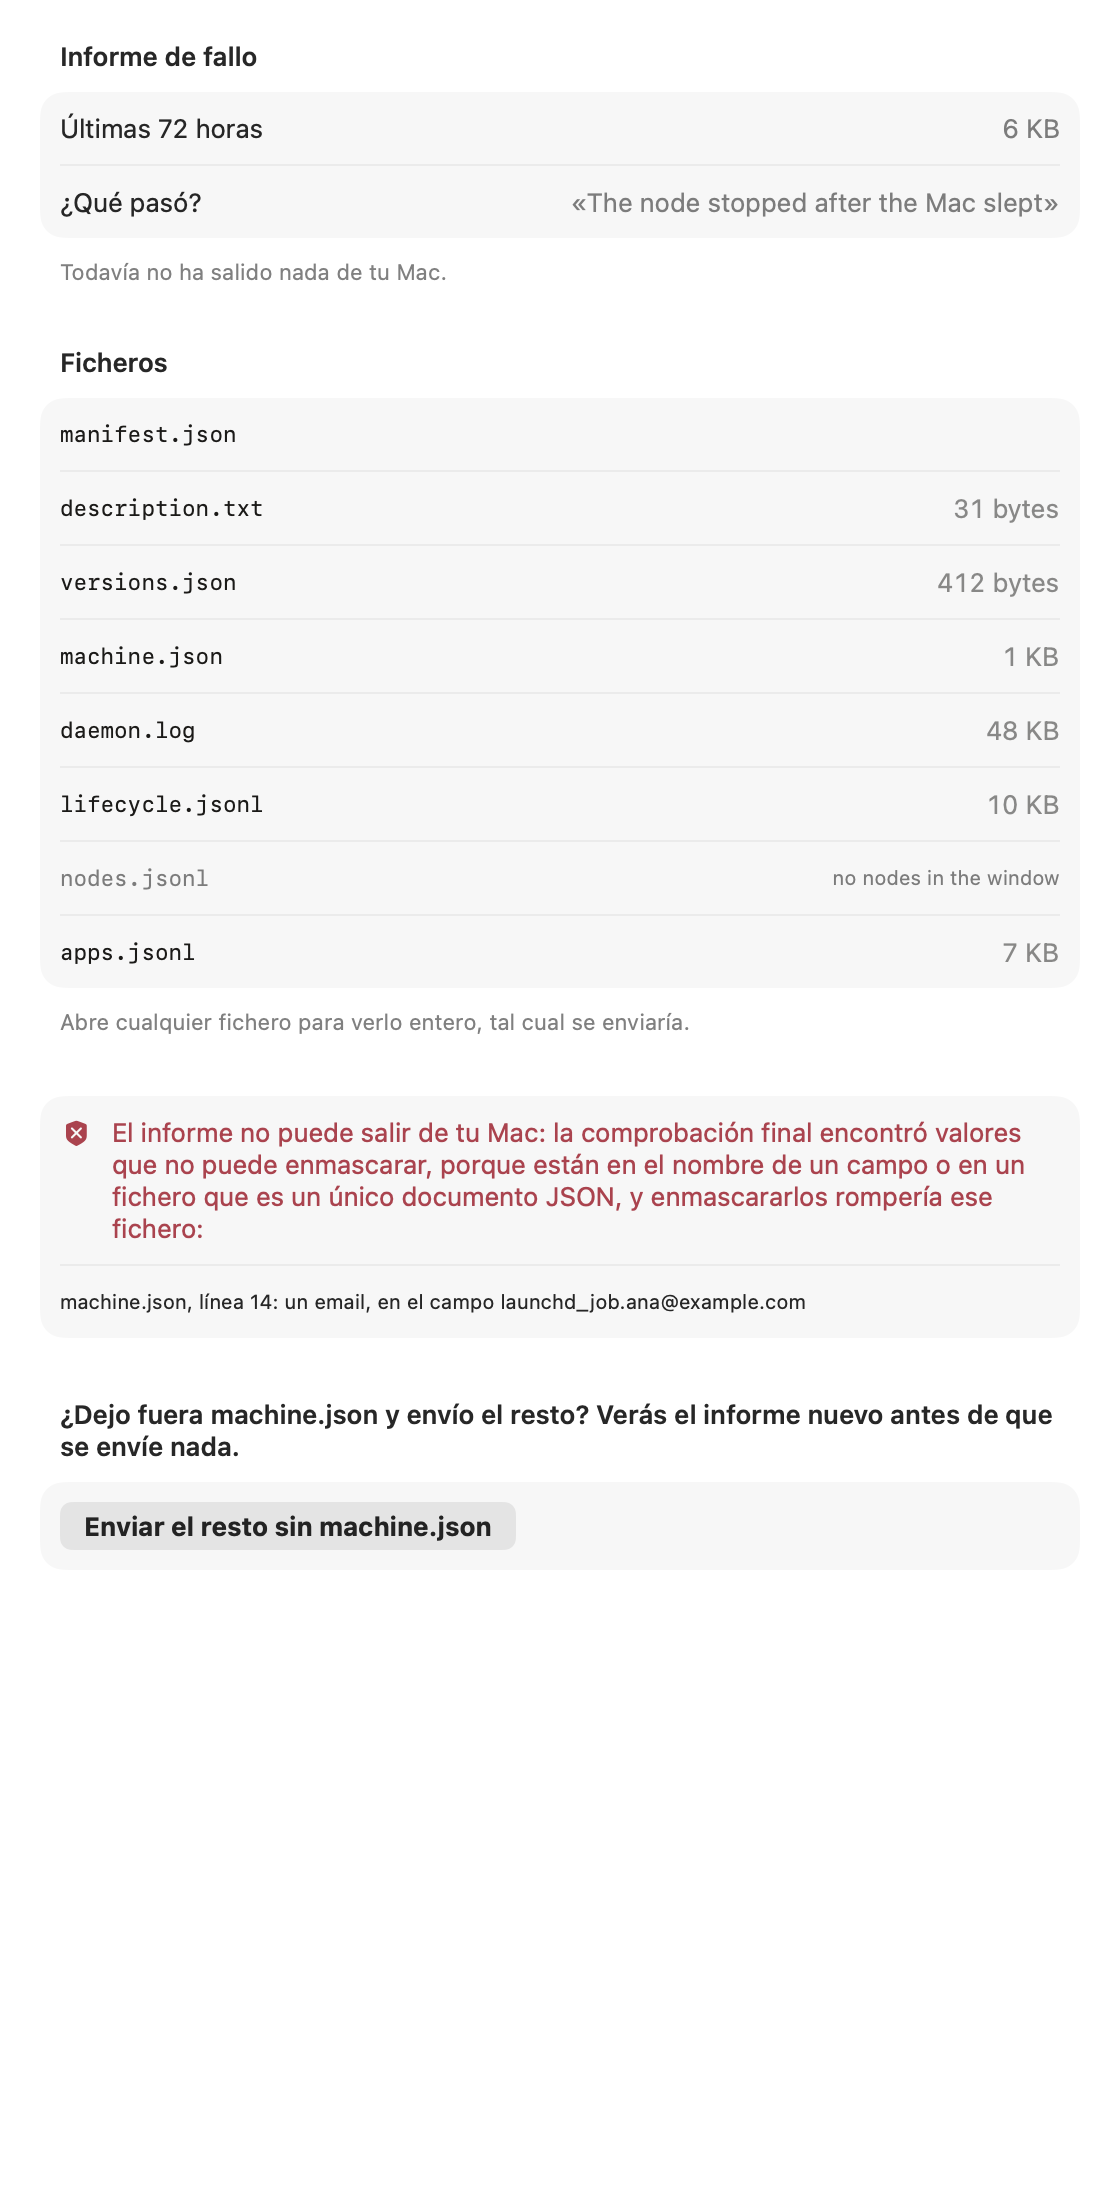 Informe de fallo
Últimas 72 horas 6 KB
¿Qué pasó? «The node stopped after the Mac slept»
Todavía no ha salido nada de tu Mac.
Ficheros
manifest.json
description.txt 31 bytes
versions.json 412 bytes
machine.json 1 KB
daemon.log 48 KB
lifecycle.jsonl 10 KB
nodes.jsonl no nodes in the window
apps.jsonl 7 KB
Abre cualquier fichero para verlo entero, tal cual se enviaría.
El informe no puede salir de tu Mac: la comprobación final encontró valores
que no puede enmascarar, porque están en el nombre de un campo o en un
fichero que es un único documento JSON, y enmascararlos rompería ese
fichero:
machine.json, línea 14: un email, en el campo launchd_job.ana@example.com
¿Dejo fuera machine.json y envío el resto? Verás el informe nuevo antes de que
se envíe nada.
Enviar el resto sin machine.json